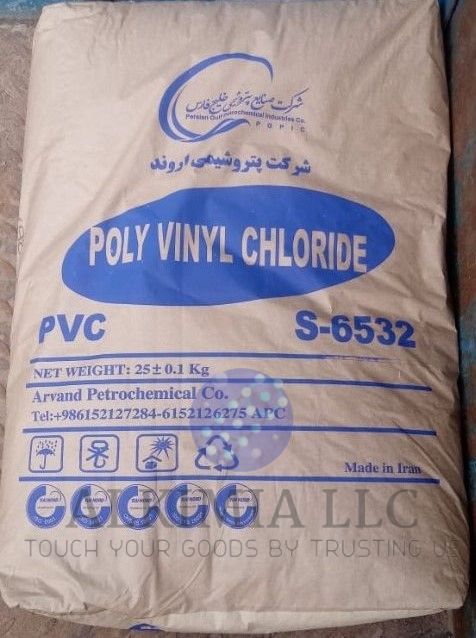 شرکت صنایع پتروشیمی خلیج فارس
Persian Gulf Petrochemical Industries Co.
P G P I C
شرکت پتروشیمی اروند
POLY VINYL CHLORIDE
PVC S-6532
NET WEIGHT: 25±0.1 Kg
Arvand Petrochemical Co.
Tel:+986152127284-6152126275 APC
Made in Iran
LLC
TOUCH YOUR GOODS BY TRUSTING US